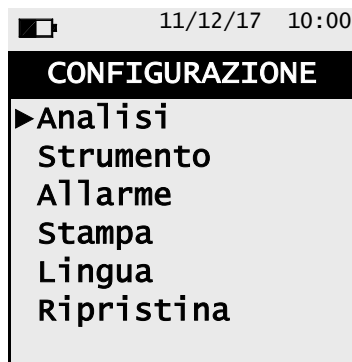 11/12/17 10:00
CONFIGURAZIONE
Analisi
Strumento
Allarme
Stampa
Lingua
Ripristina